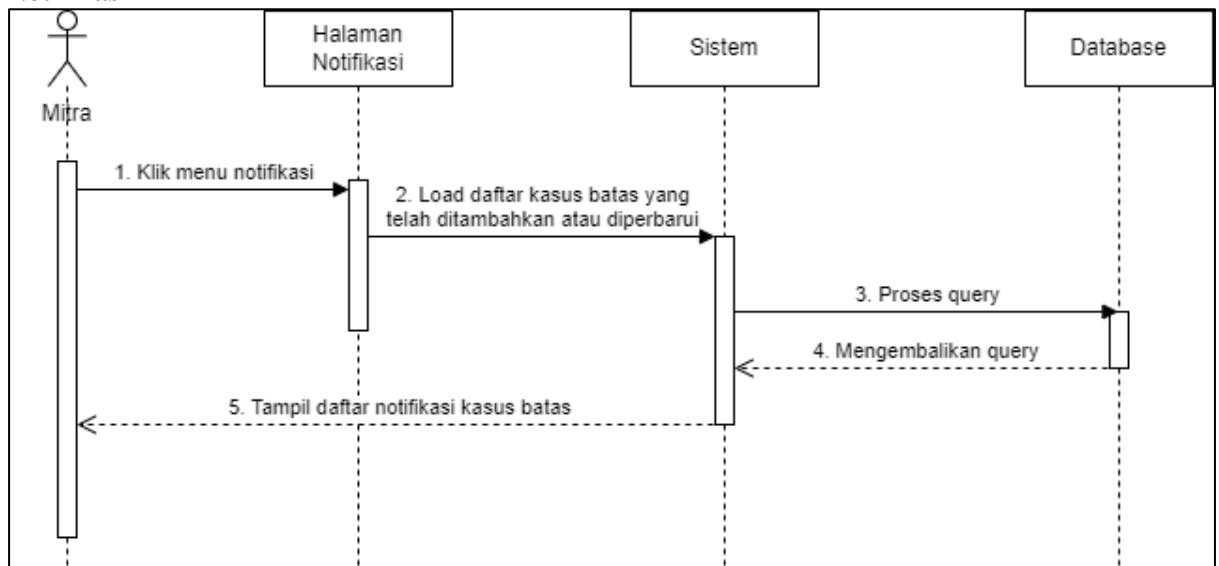 Halaman
Notifikasi
Sistem
Database
Mitra
1. Klik menu notifikasi
2. Load daftar kasus batas yang
telah ditambahkan atau diperbarui
3. Proses query
4. Mengembalikan query
5. Tampil daftar notifikasi kasus batas